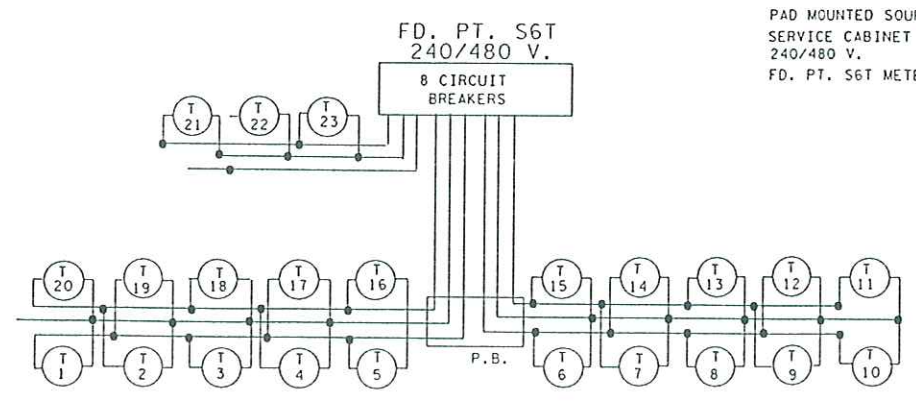 FD. PT. S6T
240/480 V.
8 CIRCUIT
BREAKERS
PAD MOUNTED
SERVICE CABINET
240/480 V.
FD. PT. S6T
T 21
T 22
T 23
T 20
T 19
T 18
T 17
T 16
T 15
T 14
T 13
T 12
T 11
P.B.
T 1
T 2
T 3
T 4
T 5
T 6
T 7
T 8
T 9
T 10